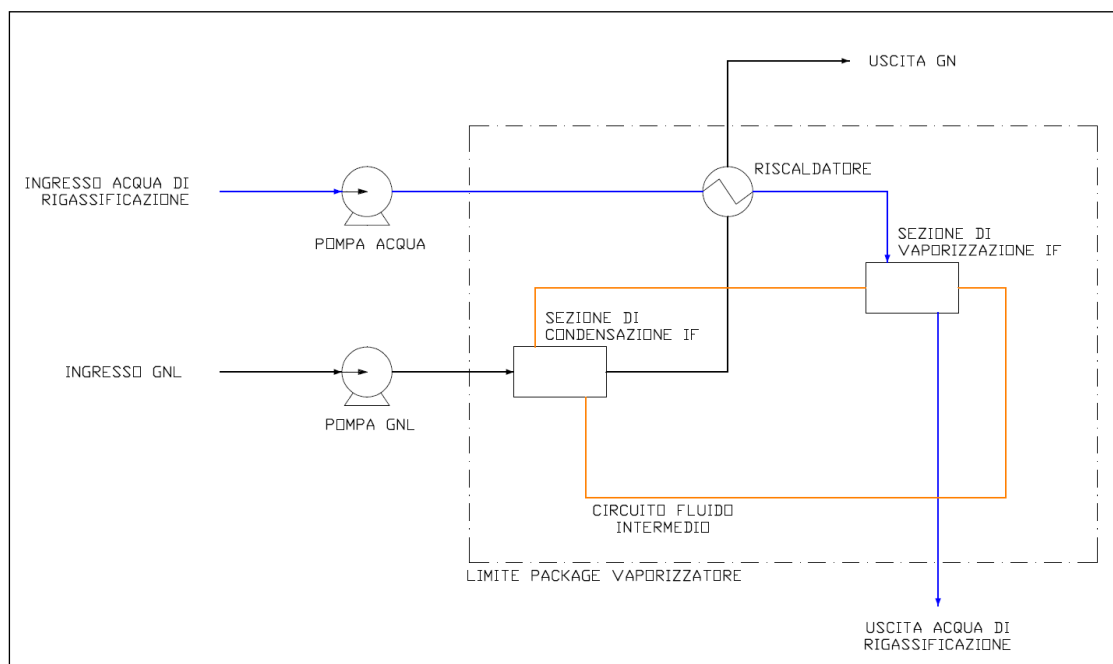 USCITA GN
RISCALDATORE
INGRESSO ACQUA DI
RIGASSIFICAZIONE
POMPA ACQUA
SEZIONE DI
VAPORIZZAZIONE IF
SEZIONE DI
CONDENSAZIONE IF
INGRESSO GNL
POMPA GNL
CIRCUITO FLUIDO
INTERMEDIO
LIMITE PACKAGE VAPORIZZATORE
USCITA ACQUA DI
RIGASSIFICAZIONE